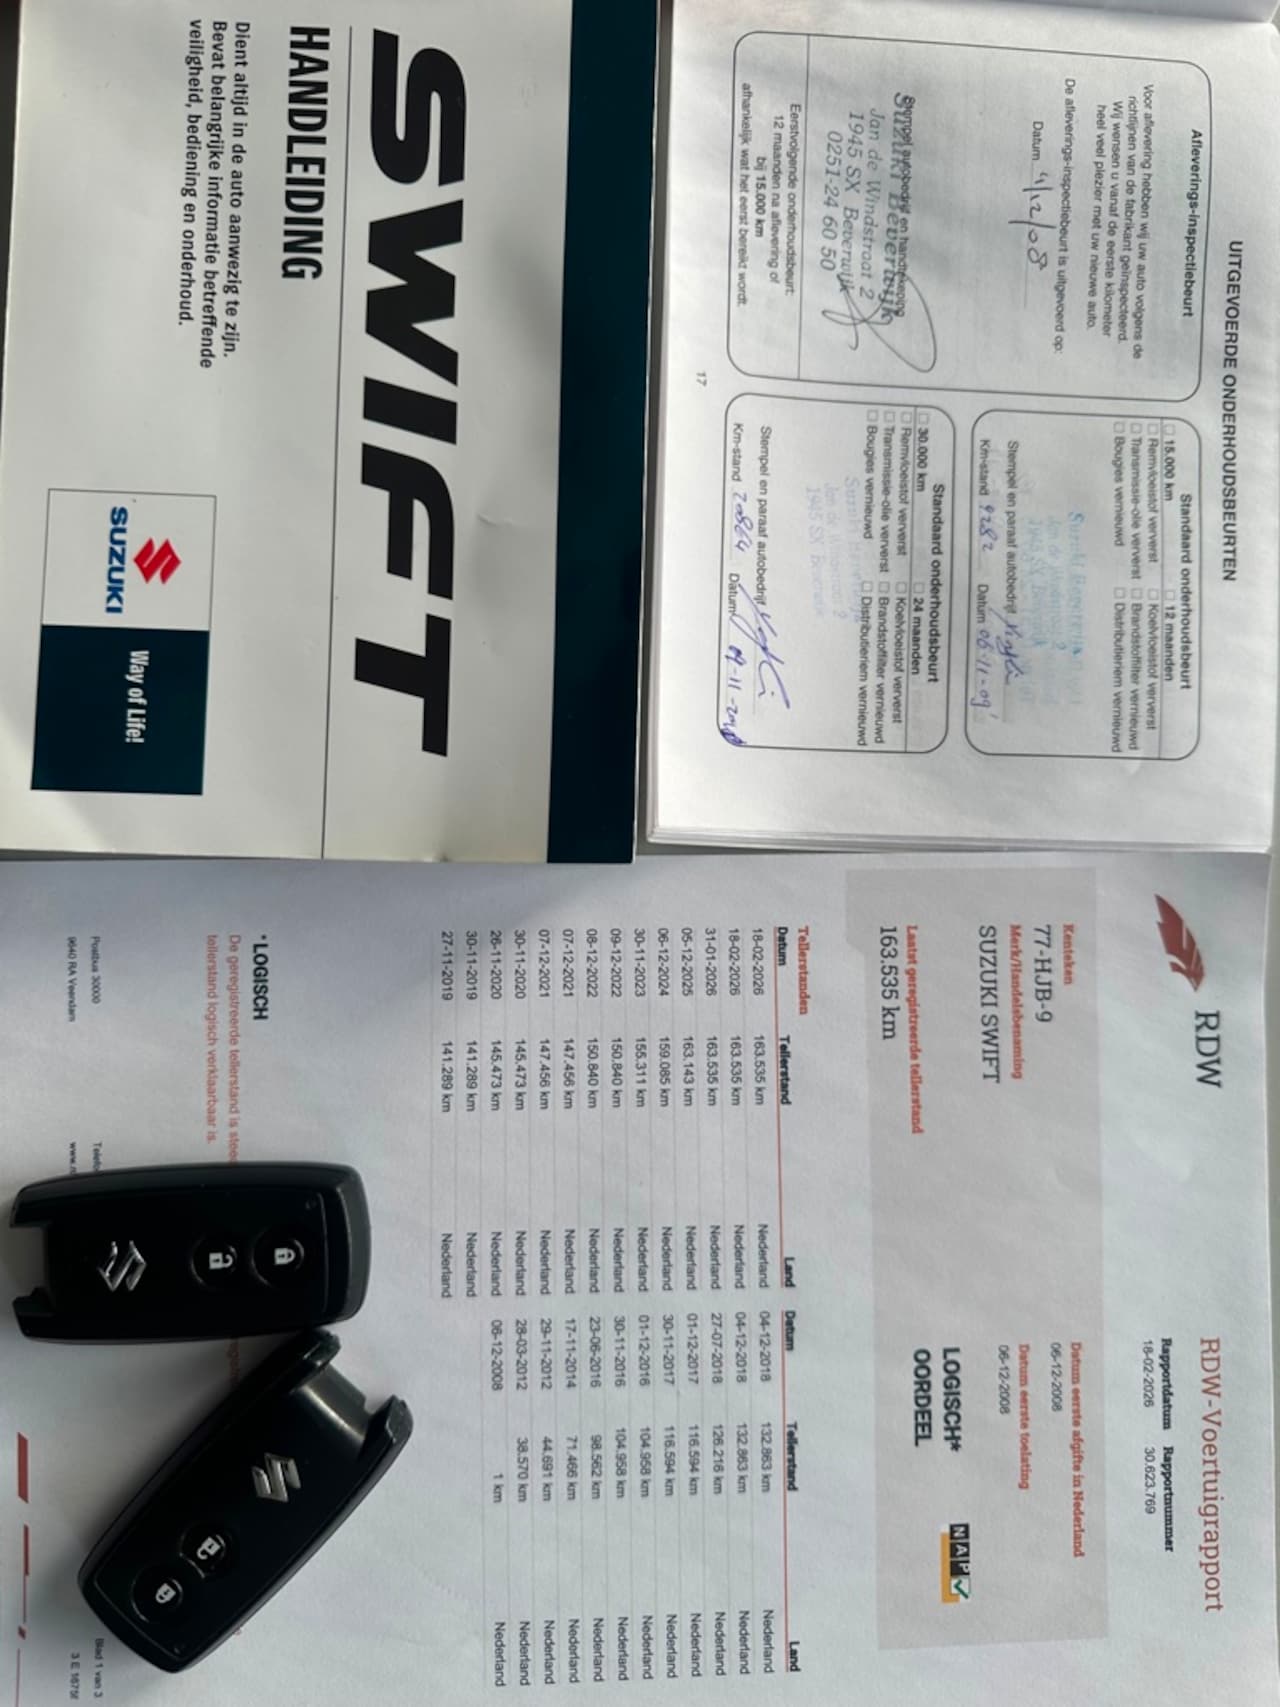 SWIFT
HANDLEIDING
Dient altijd in de auto aanwezig te zijn.
Bevat belangrijke informatie betreffende
veiligheid, bediening en onderhoud.
SUZUKI
Way of Life!
UITGEVOERDE ONDERHOUDSBEURTEN
Afleverings-inspectiebeurt
Voor aflevering hebben wij uw auto volgens de
richtlijnen van de fabrikant geïnspecteerd.
Wij wensen u vanaf de eerste kilometer
heel veel plezier met uw nieuwe auto.
De afleverings-inspectiebeurt is uitgevoerd op:
Datum 4/12/08
Stempel autobedrijf en handtekening
Suzuki Beverwijk
Jan de Windstraat 2
1945 SX Beverwijk
0251-24 60 50
Eerstvolgende onderhoudsbeurt:
12 maanden na aflevering of
bij 15.000 km
afhankelijk wat het eerst bereikt wordt.
17
Standaard onderhoudsbeurt
15.000 km 12 maanden
Remvloeistof ververst Koelvloeistof ververst
Transmissie-olie ververst Brandstoffilter vernieuwd
Bougies vernieuwd Distributieriem vernieuwd
Suzuki Beverwijk
Stempel en paraaf autobedrijf
Km-stand 9282 Datum 06-11-09
Standaard onderhoudsbeurt
30.000 km 24 maanden
Remvloeistof ververst Koelvloeistof ververst
Transmissie-olie ververst Brandstoffilter vernieuwd
Bougies vernieuwd Distributieriem vernieuwd
1945 SX Beverwijk
Stempel en paraaf autobedrijf
Km-stand 20864 Datum 09-11-2010
RDW
RDW-Voertuigrapport
Rapportdatum Rapportnummer
18-02-2026 30.623.769
Kenteken
77-HJB-9
Merk/Handelsbenaming
SUZUKI SWIFT
Datum eerste afgifte in Nederland
06-12-2008
Datum eerste toelating
06-12-2008
Laatst geregistreerde tellerstand
163.535 km
LOGISCH*
OORDEEL
NAP
Tellerstanden
Datum Tellerstand Land Datum Tellerstand Land
18-02-2026 163.535 km Nederland 04-12-2018 132.863 km Nederland
18-02-2026 163.535 km Nederland 04-12-2018 132.863 km Nederland
31-01-2026 163.535 km Nederland 27-07-2018 126.216 km Nederland
05-12-2025 163.143 km Nederland 01-12-2017 116.594 km Nederland
06-12-2024 159.085 km Nederland 30-11-2017 116.594 km Nederland
30-11-2023 155.311 km Nederland 01-12-2016 104.958 km Nederland
09-12-2022 150.840 km Nederland 30-11-2016 104.958 km Nederland
08-12-2022 150.840 km Nederland 23-06-2016 98.562 km Nederland
07-12-2021 147.456 km Nederland 17-11-2014 71.466 km Nederland
07-12-2021 147.456 km Nederland 29-11-2012 44.691 km Nederland
30-11-2020 145.473 km Nederland 28-03-2012 38.570 km Nederland
26-11-2020 145.473 km Nederland 06-12-2008 1 km Nederland
30-11-2019 141.289 km Nederland
27-11-2019 141.289 km Nederland
*LOGISCH
De geregistreerde tellerstand is
tellerstand logisch verklaarbaar is.
Postbus 30000
9640 RA Veendam
Blad 1 van 3